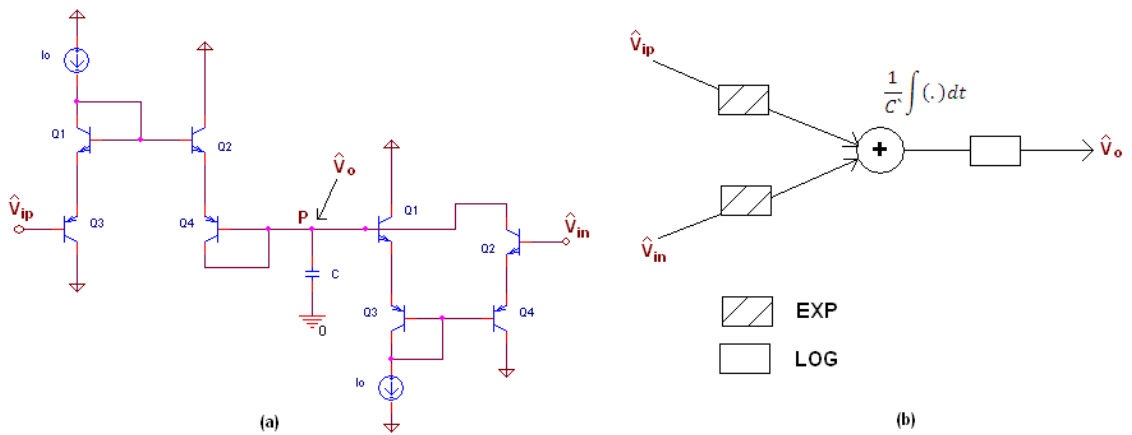 Io
Q1
Q2
V̂ip
Q3
Q4
P
V̂o
C
0
Q1
Q2
V̂in
Q3
Q4
Io
(a)
V̂ip
1/C` ∫(.)dt
+
V̂o
V̂in
EXP
LOG
(b)